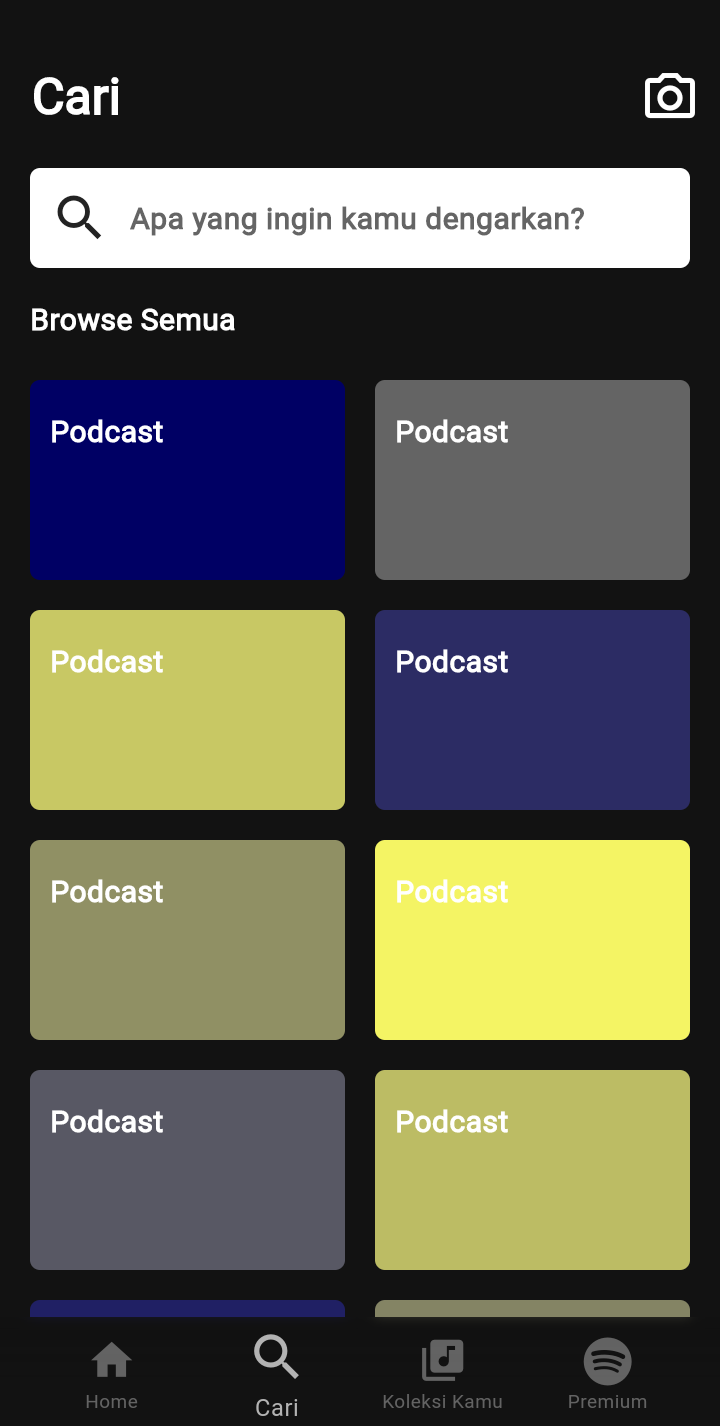 Cari
Apa yang ingin kamu dengarkan?
Browse Semua
Podcast
Podcast
Podcast
Podcast
Podcast
Podcast
Podcast
Podcast
Home
Cari
Koleksi Kamu
Premium